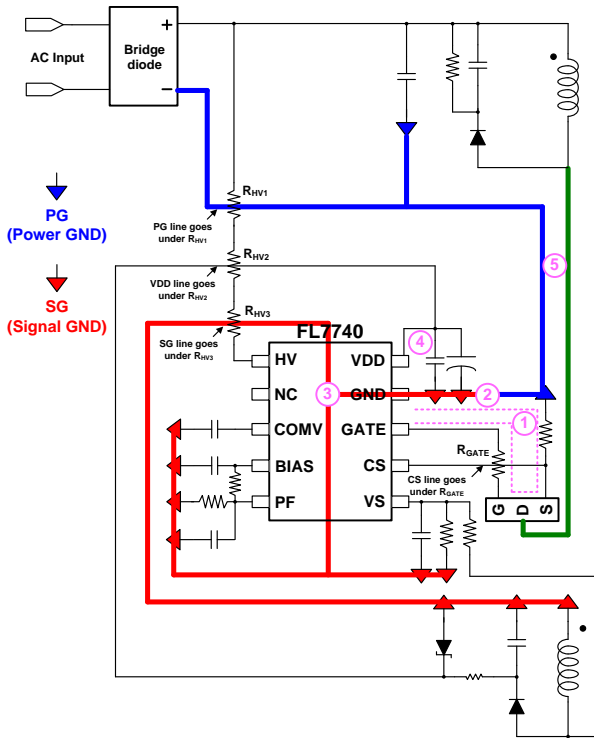 +
AC Input
Bridge
diode
−
PG
(Power GND)
SG
(Signal GND)
RHV1
PG line goes
under RHV1
RHV2
VDD line goes
under RHV2
RHV3
SG line goes
under RHV3
FL7740
HV
NC
COMV
BIAS
PF
VDD
GND
GATE
CS
VS
1
2
3
4
5
RGATE
CS line goes
under RGATE
G
D
S